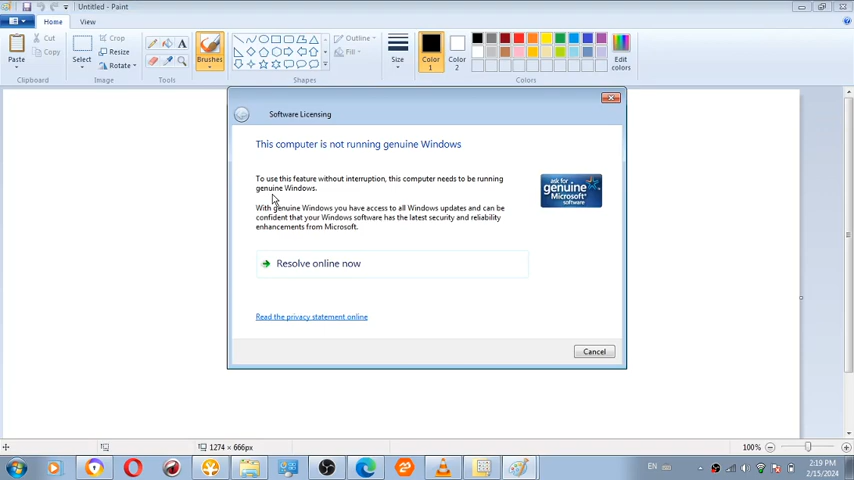 Untitled - Paint
Home
View
Paste
Cut
Copy
Clipboard
Select
Crop
Resize
Rotate
Image
A
Tools
Brushes
Shapes
Outline
Fill
Size
Color
1
Color
2
Colors
Edit
colors
Software Licensing
This computer is not running genuine Windows
To use this feature without interruption, this computer needs to be running
genuine Windows.
With genuine Windows you have access to all Windows updates and can be
confident that your Windows software has the latest security and reliability
enhancements from Microsoft.
ask for
genuine
Microsoft®
software
Resolve online now
Read the privacy statement online
Cancel
1274 × 666px
100%
EN
2:19 PM
2/15/2024